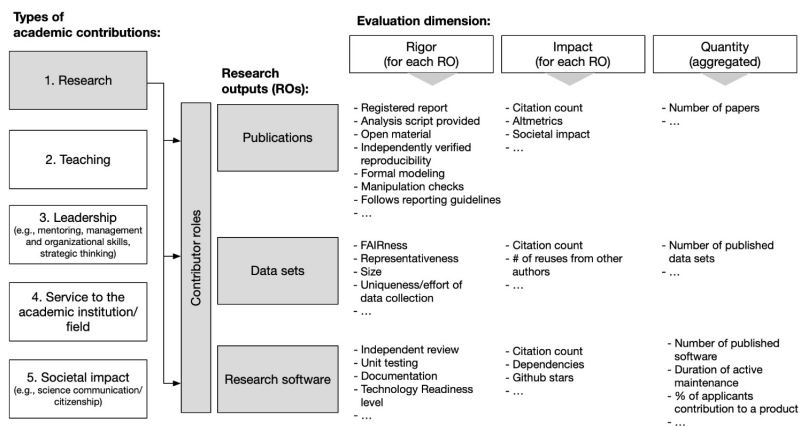 Types of
academic contributions:
1. Research
2. Teaching
3. Leadership
(e.g., mentoring, management
and organizational skills,
strategic thinking)
4. Service to the
academic institution/
field
5. Societal impact
(e.g., science communication/
citizenship)
Contributor roles
Research
outputs (ROs):
Publications
Data sets
Research software
Evaluation dimension:
Rigor
(for each RO)
Impact
(for each RO)
Quantity
(aggregated)
- Registered report
- Analysis script provided
- Open material
- Independently verified
reproducibility
- Formal modeling
- Manipulation checks
- Follows reporting guidelines
- ...
- Citation count
- Altmetrics
- Societal impact
- ...
- Number of papers
- ...
- FAIRness
- Representativeness
- Size
- Uniqueness/effort of
data collection
- ...
- Citation count
- # of reuses from other
authors
- ...
- Number of published
data sets
- ...
- Independent review
- Unit testing
- Documentation
- Technology Readiness
level
- ...
- Citation count
- Dependencies
- Github stars
- ...
- Number of published
software
- Duration of active
maintenance
- % of applicants
contribution to a product
- ...